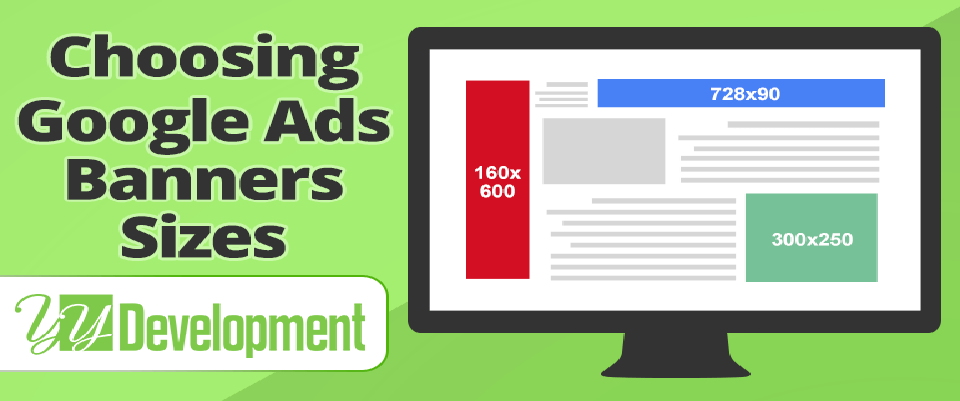 Choosing
Google Ads
Banners
Sizes
YY Development
728x90
160x
600
300x250